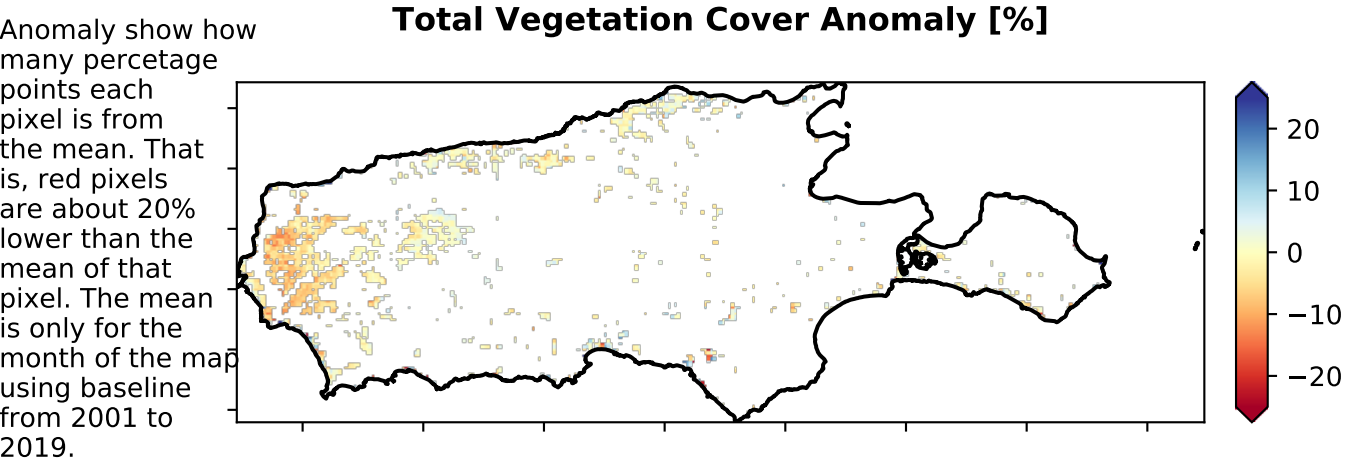 Total Vegetation Cover Anomaly [%]
Anomaly show how
many percetage
points each
pixel is from
the mean. That
is, red pixels
are about 20%
lower than the
mean of that
pixel. The mean
is only for the
month of the map
using baseline
from 2001 to
2019.
20
10
0
−10
−20